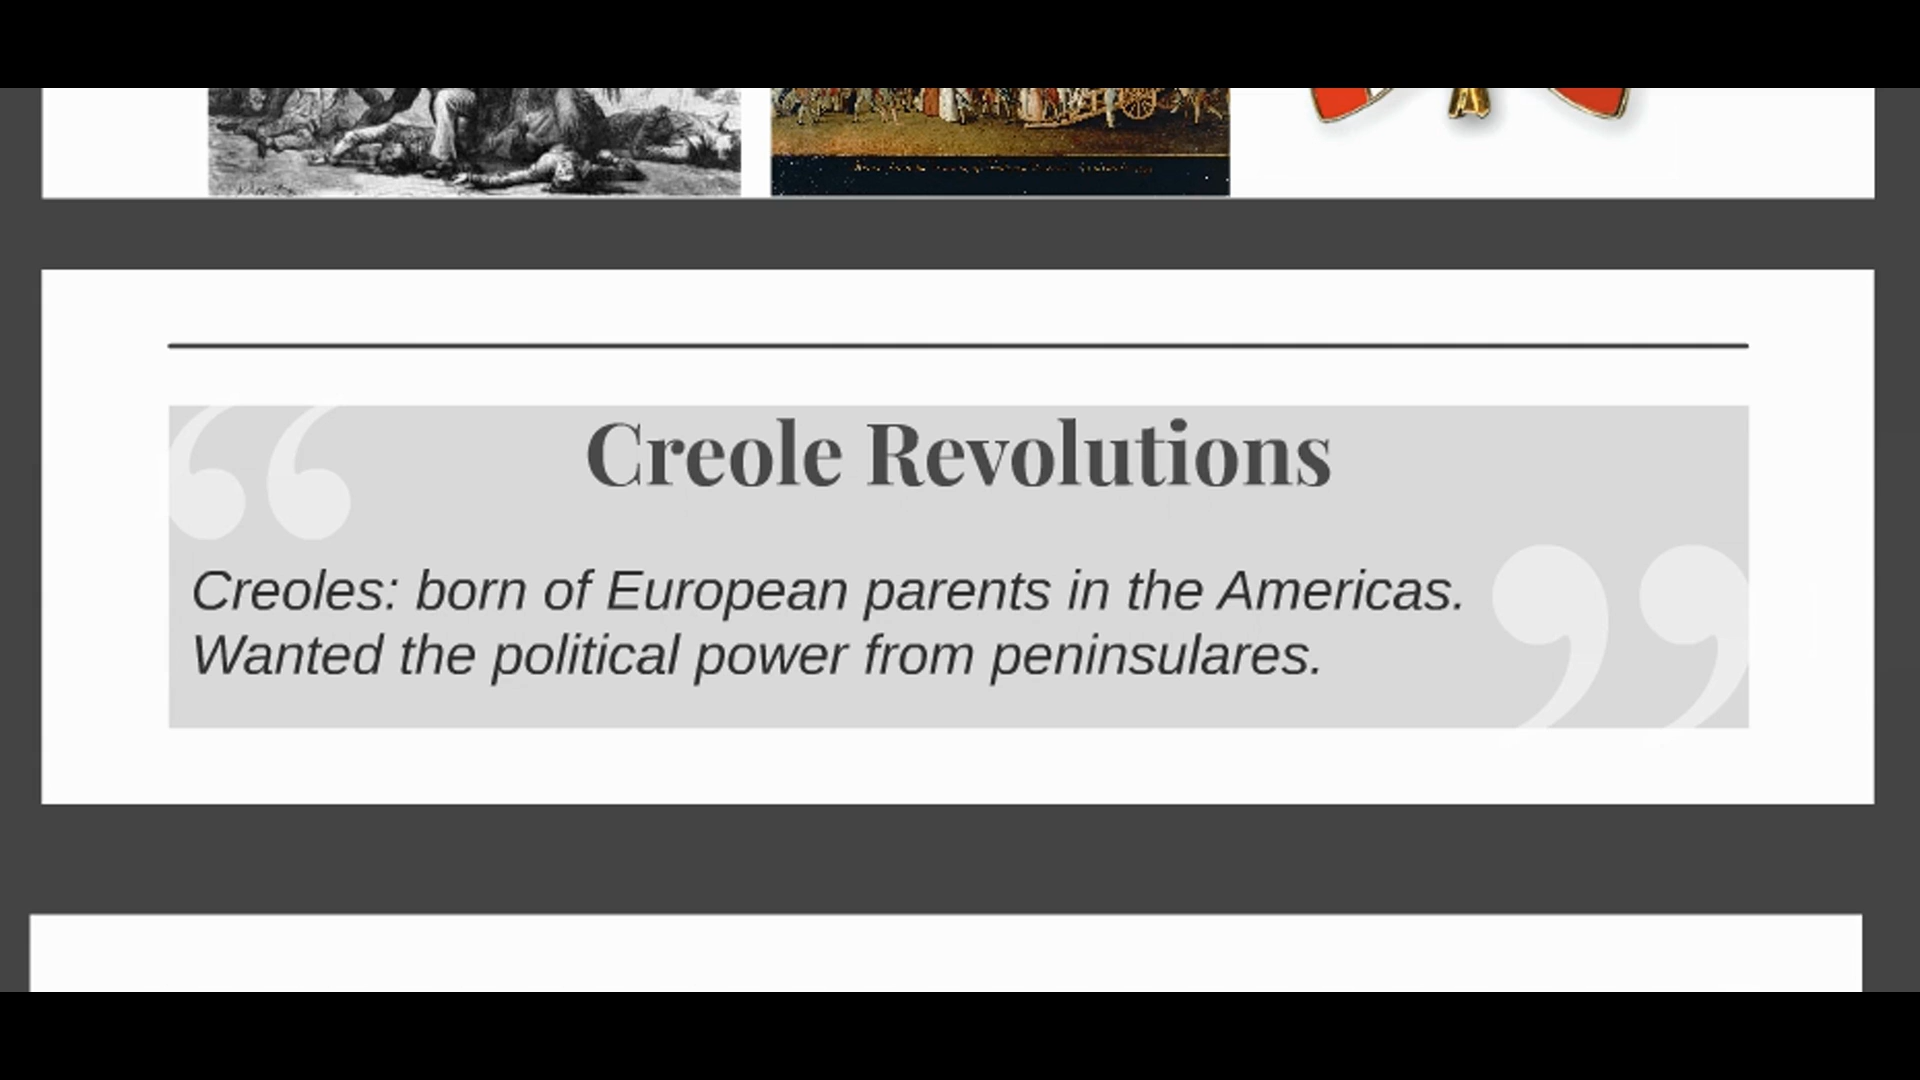 Creole Revolutions
Creoles: born of European parents in the Americas.
Wanted the political power from peninsulares.